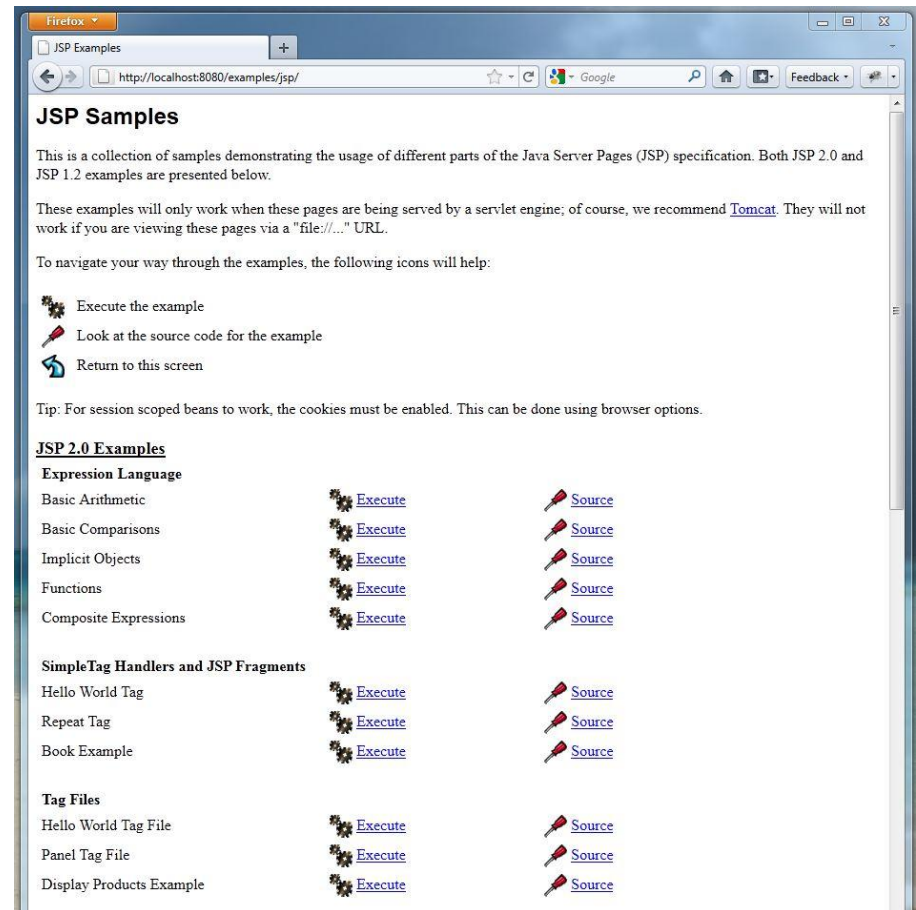 Firefox
JSP Examples
http://localhost:8080/examples/jsp/
Google
Feedback
JSP Samples
This is a collection of samples demonstrating the usage of different parts of the Java Server Pages (JSP) specification. Both JSP 2.0 and
JSP 1.2 examples are presented below.
These examples will only work when these pages are being served by a servlet engine; of course, we recommend Tomcat. They will not
work if you are viewing these pages via a "file://..." URL.
To navigate your way through the examples, the following icons will help:
Execute the example
Look at the source code for the example
Return to this screen
Tip: For session scoped beans to work, the cookies must be enabled. This can be done using browser options.
JSP 2.0 Examples
Expression Language
Basic Arithmetic Execute Source
Basic Comparisons Execute Source
Implicit Objects Execute Source
Functions Execute Source
Composite Expressions Execute Source
SimpleTag Handlers and JSP Fragments
Hello World Tag Execute Source
Repeat Tag Execute Source
Book Example Execute Source
Tag Files
Hello World Tag File Execute Source
Panel Tag File Execute Source
Display Products Example Execute Source